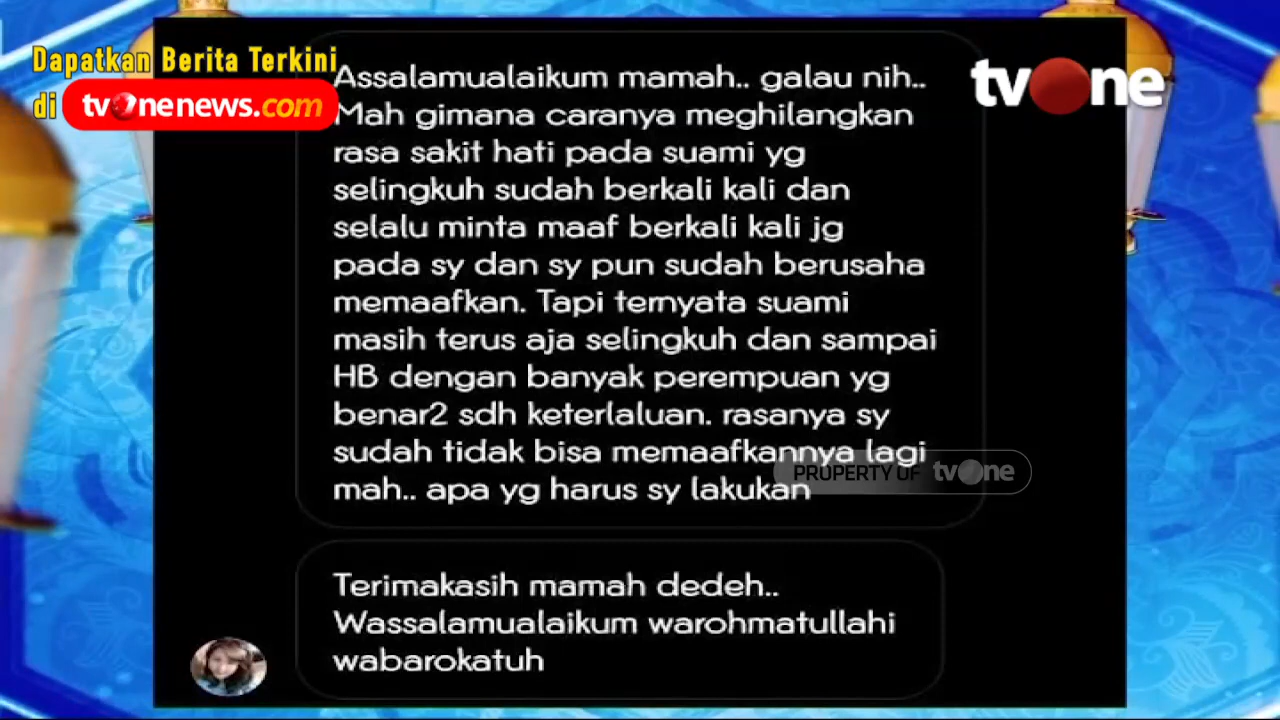 Dapatkan Berita Terkini
di tvonenews.com
tvone
Assalamualaikum mamah.. galau nih..
Mah gimana caranya meghilangkan
rasa sakit hati pada suami yg
selingkuh sudah berkali kali dan
selalu minta maaf berkali kali jg
pada sy dan sy pun sudah berusaha
memaafkan. Tapi ternyata suami
masih terus aja selingkuh dan sampai
HB dengan banyak perempuan yg
benar2 sdh keterlaluan. rasanya sy
sudah tidak bisa memaafkannya lagi
mah.. apa yg harus sy lakukan
PROPERTY OF tvone
Terimakasih mamah dedeh..
Wassalamualaikum warohmatullahi
wabarokatuh